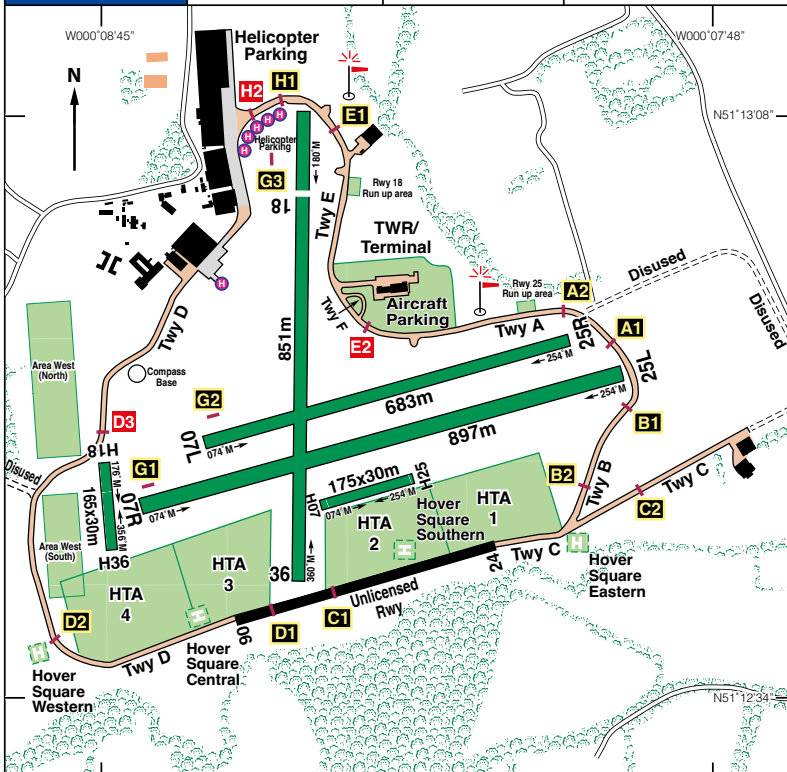 W000°08'45"
W000°07'48"
Helicopter
Parking
N
H2
H1
E1
N51°13'08"
H
H
H
H
H
Helicopter
Parking
G3
180°M
18
Rwy 18
Run up area
Twy E
TWR/
Terminal
H
Twy D
Twy F
Aircraft
Parking
E2
Rwy 25
Run up area
A2
Disused
Disused
Twy A
25R
A1
25L
851m
Area West
(North)
Compass
Base
G2
683m
254°M
254°M
B1
D3
07L
074°M
897m
H18
G1
07R
074°M
176°M
165x30m
356°M
H36
Disused
175x30m
H25
H07
074°M
254°M
B2
Twy B
C2
Twy C
Hover
Square
Southern
HTA
1
HTA
2
H
Area West
(South)
HTA
3
HTA
4
36
360°M
24
Twy C
H
Hover
Square
Eastern
Unlicensed
Rwy
C1
D1
06
H
D2
H
Twy D
Hover
Square
Central
Hover
Square
Western
N51°12'34"